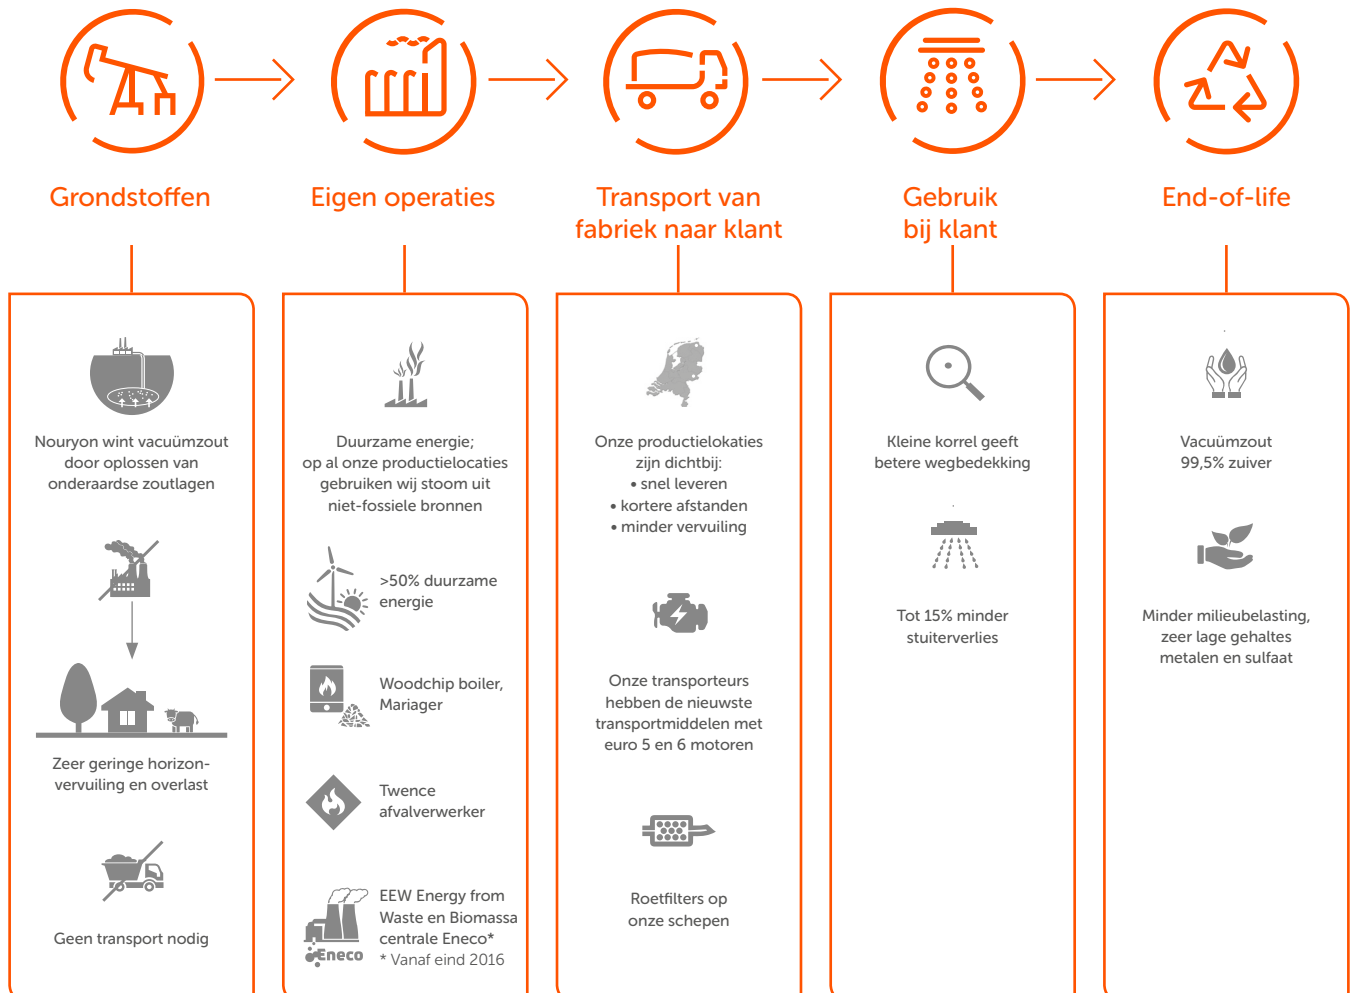 Grondstoffen
Eigen operaties
Transport van
fabriek naar klant
Gebruik
bij klant
End-of-life
Nouryon wint vacuümzout
door oplossen van
onderaardse zoutlagen
Zeer geringe horizon-
vervuiling en overlast
Geen transport nodig
Duurzame energie;
op al onze productielocaties
gebruiken wij stoom uit
niet-fossiele bronnen
>50% duurzame
energie
Woodchip boiler,
Mariager
Twence
afvalverwerker
EEW Energy from
Waste en Biomassa
centrale Eneco*
* Vanaf eind 2016
Eneco
Onze productielokaties
zijn dichtbij:
• snel leveren
• kortere afstanden
• minder vervuiling
Onze transporteurs
hebben de nieuwste
transportmiddelen met
euro 5 en 6 motoren
Roetfilters op
onze schepen
Kleine korrel geeft
betere wegbedekking
Tot 15% minder
stuiterverlies
Vacuümzout
99,5% zuiver
Minder milieubelasting,
zeer lage gehaltes
metalen en sulfaat